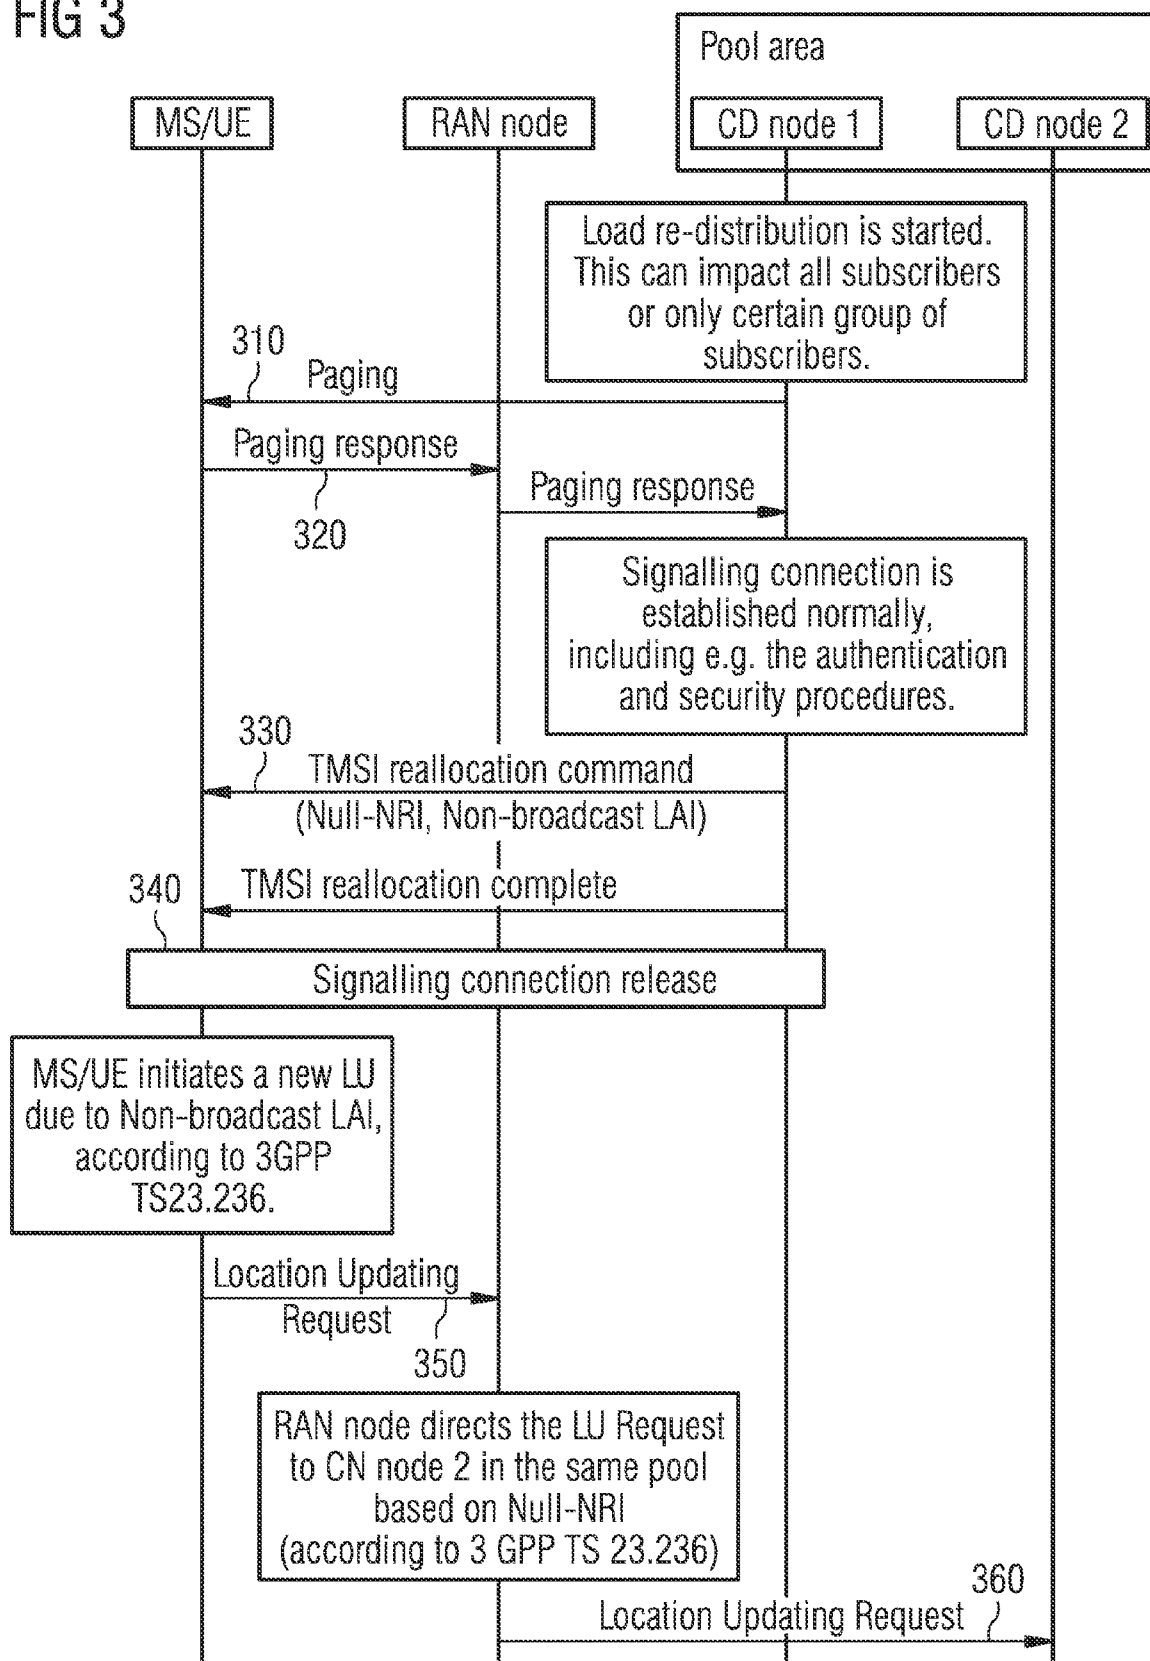 FIG 3
Pool area
MS/UE
RAN node
CD node 1
CD node 2
Load re-distribution is started.
This can impact all subscribers
or only certain group of
subscribers.
310
Paging
Paging response
320
Paging response
Signalling connection is
established normally,
including e.g. the authentication
and security procedures.
330
TMSI reallocation command
(Null-NRI, Non-broadcast LAI)
340
TMSI reallocation complete
Signalling connection release
MS/UE initiates a new LU
due to Non-broadcast LAI,
according to 3GPP
TS23.236.
Location Updating
Request
350
RAN node directs the LU Request
to CN node 2 in the same pool
based on Null-NRI
(according to 3 GPP TS 23.236)
360
Location Updating Request